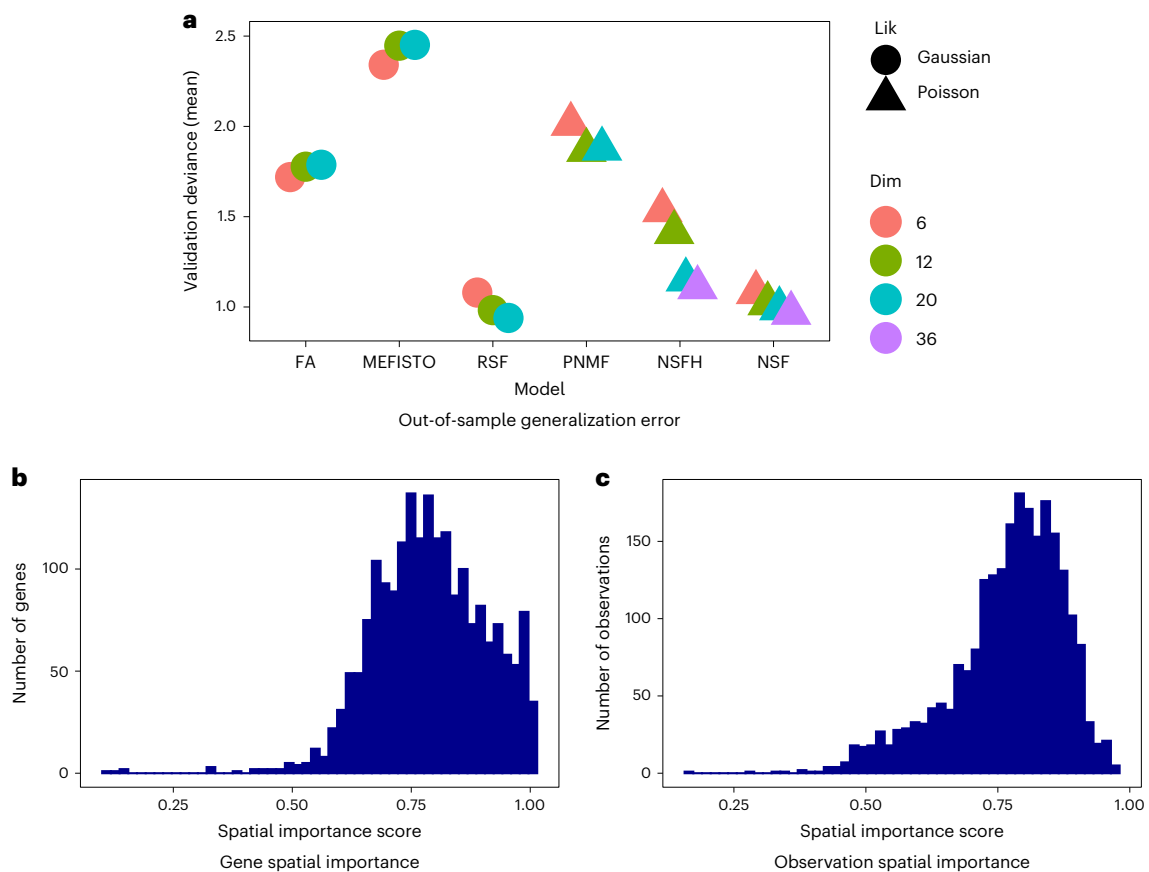 a
2.5
2.0
1.5
1.0
Validation deviance (mean)
FA MEFISTO RSF PNMF NSFH NSF
Model
Out-of-sample generalization error
Lik
Gaussian
Poisson
Dim
6
12
20
36
b
100
50
0
Number of genes
0.25 0.50 0.75 1.00
Spatial importance score
Gene spatial importance
c
150
100
50
0
Number of observations
0.25 0.50 0.75 1.00
Spatial importance score
Observation spatial importance